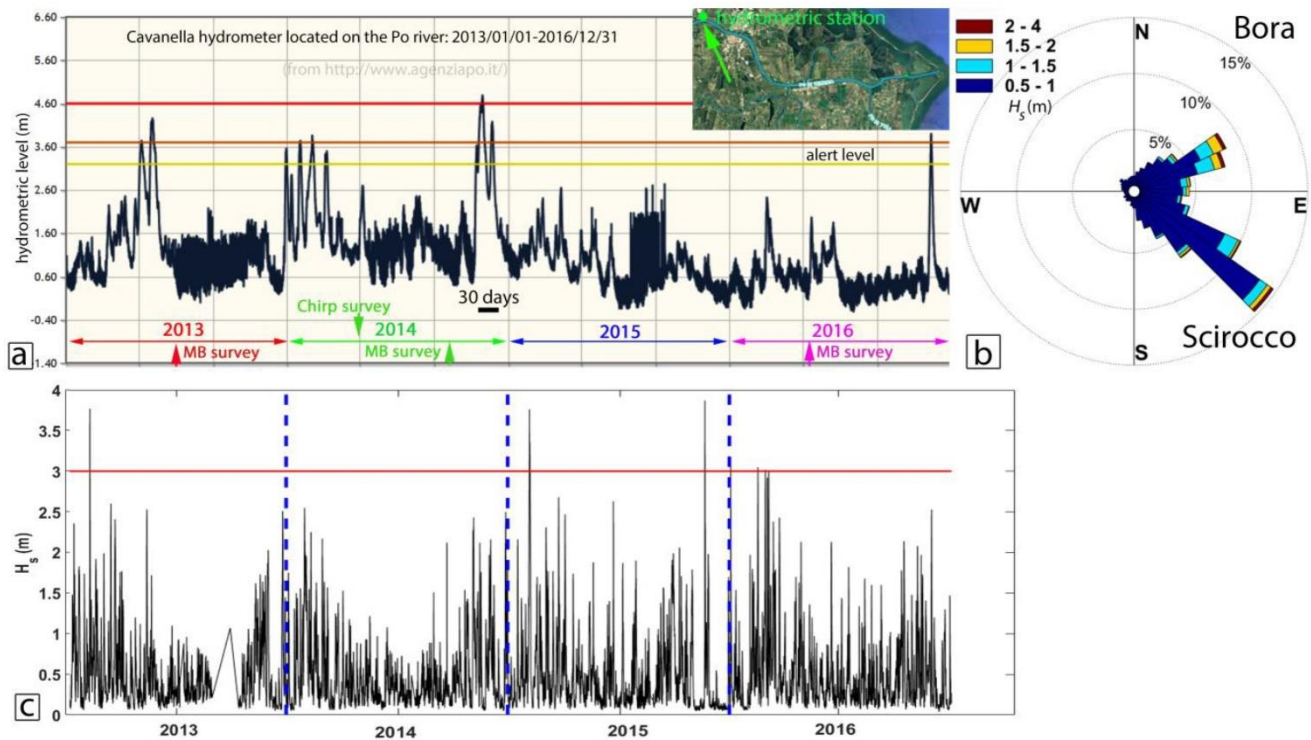 6.60
5.60
4.60
3.60
2.60
1.60
0.60
-0.40
-1.40
hydrometric level (m)
Cavanella hydrometer located on the Po river: 2013/01/01-2016/12/31
(from http://www.agenziapo.it/)
hydrometric station
alert level
30 days
Chirp survey
2013
2014
2015
2016
MB survey
MB survey
MB survey
a
2 - 4
1.5 - 2
1 - 1.5
0.5 - 1
Hs (m)
N
Bora
15%
10%
5%
W
E
S
Scirocco
b
4
3.5
3
2.5
2
1.5
1
0.5
0
Hs (m)
2013
2014
2015
2016
c